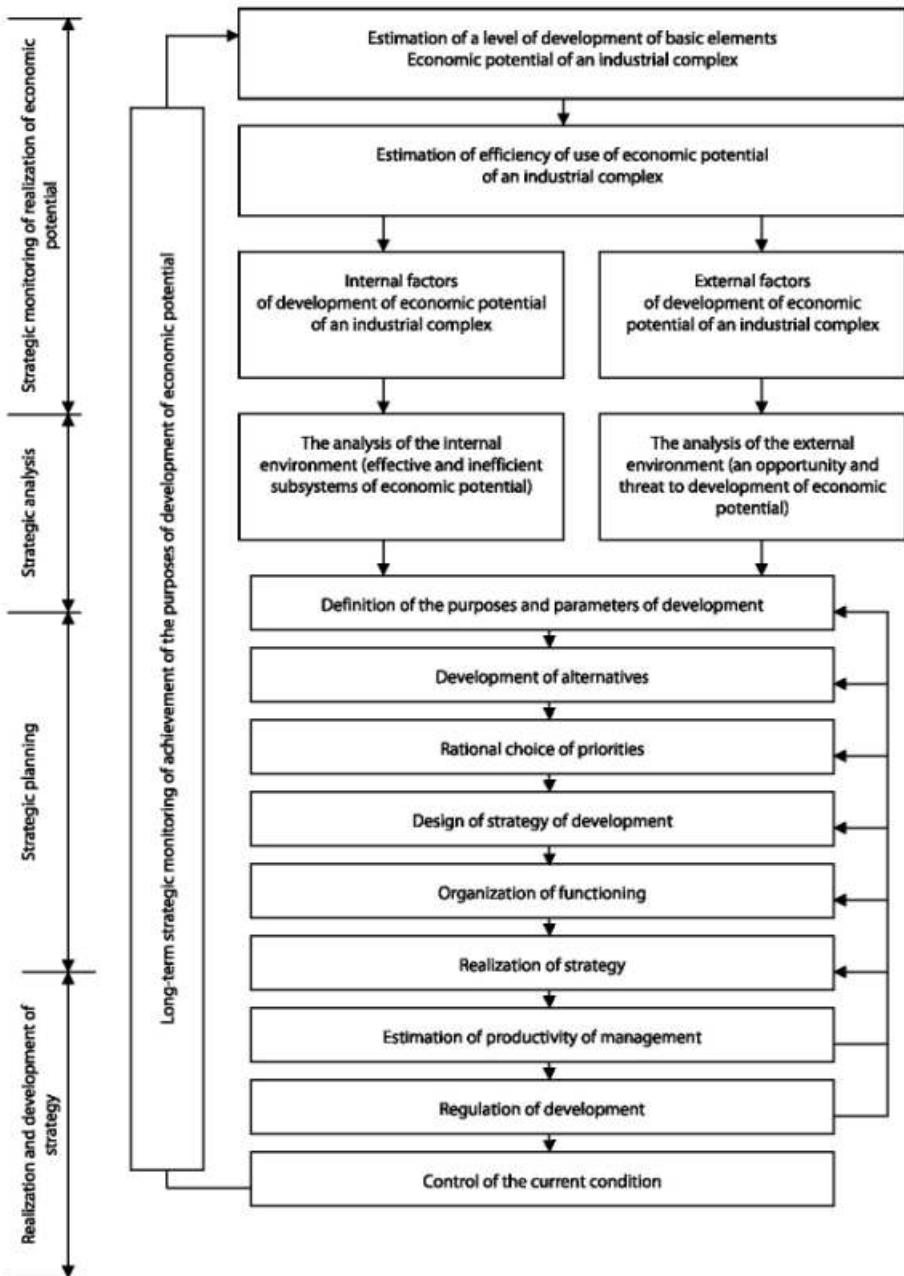 Estimation of a level of development of basic elements
Economic potential of an industrial complex
Estimation of efficiency of use of economic potential
of an industrial complex
Internal factors
of development of economic potential
of an industrial complex
External factors
of development of economic
potential of an industrial complex
The analysis of the internal
environment (effective and inefficient
subsystems of economic potential)
The analysis of the external
environment (an opportunity and
threat to development of economic
potential)
Definition of the purposes and parameters of development
Development of alternatives
Rational choice of priorities
Design of strategy of development
Organization of functioning
Realization of strategy
Estimation of productivity of management
Regulation of development
Control of the current condition
Long-term strategic monitoring of achievement of the purposes of development of economic potential
Strategic monitoring of realization of economic
potential
Strategic analysis
Strategic planning
Realization and development of
strategy